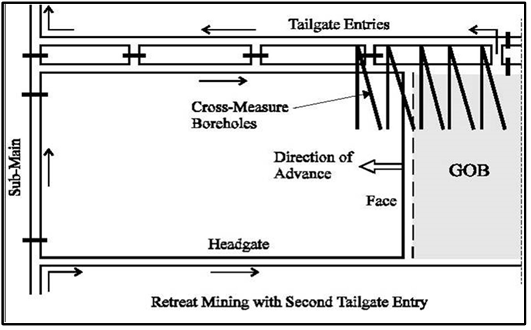 Tailgate Entries
Cross-Measure
Boreholes
Direction of
Advance
GOB
Face
Sub-Main
Headgate
Retreat Mining with Second Tailgate Entry